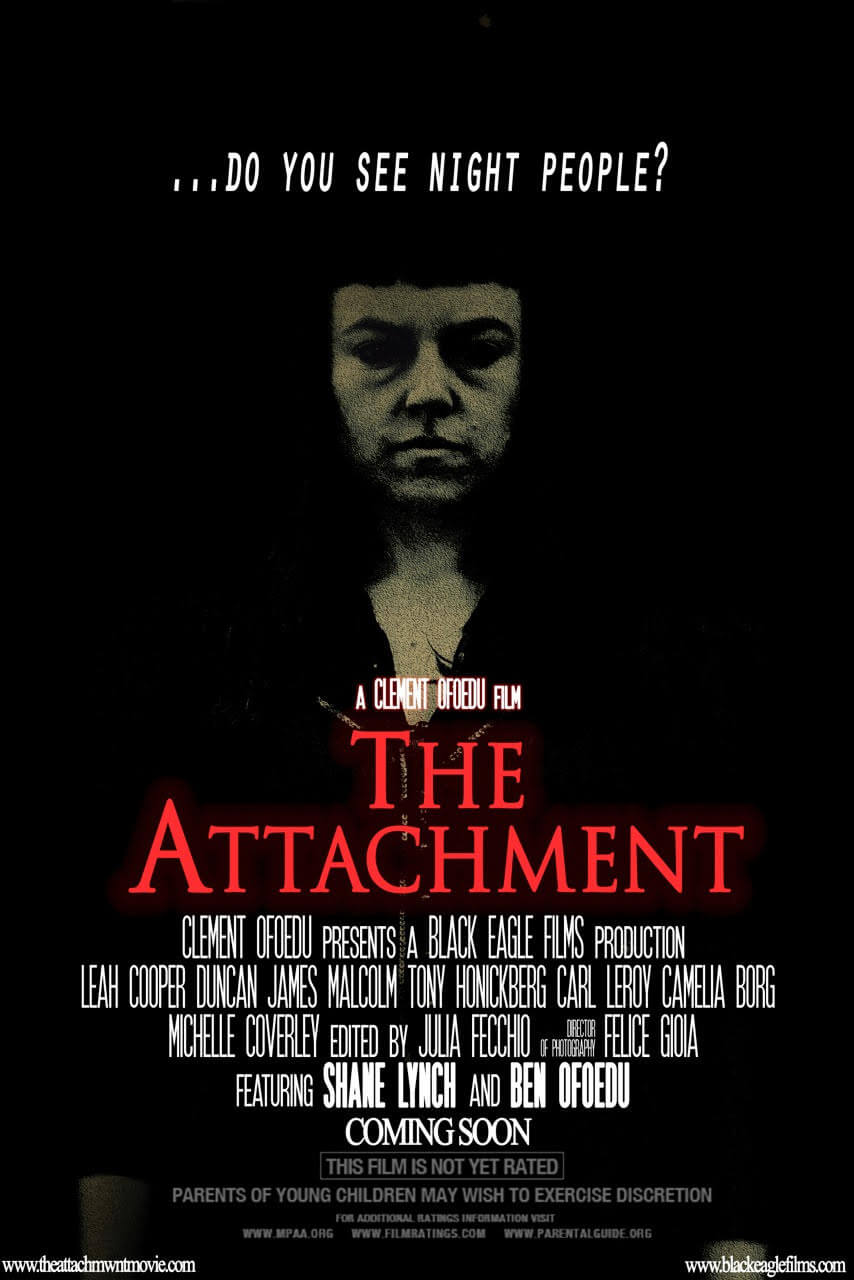 ...DO YOU SEE NIGHT PEOPLE?
A CLEMENT OFOEDU FILM
THE
ATTACHMENT
CLEMENT OFOEDU PRESENTS A BLACK EAGLE FILMS PRODUCTION
LEAH COOPER DUNCAN JAMES MALCOLM TONY HONICKBERG CARL LEROY CAMELIA BORG
MICHELLE COVERLEY EDITED BY JULIA FECCHIO DIRECTOR OF PHOTOGRAPHY FELICE GIOIA
FEATURING SHANE LYNCH AND BEN OFOEDU
COMING SOON
THIS FILM IS NOT YET RATED
PARENTS OF YOUNG CHILDREN MAY WISH TO EXERCISE DISCRETION
FOR ADDITIONAL RATINGS INFORMATION VISIT
WWW.MPAA.ORG WWW.FILMRATINGS.COM WWW.PARENTALGUIDE.ORG
www.theattachmwntmovie.com www.blackeaglefilms.com